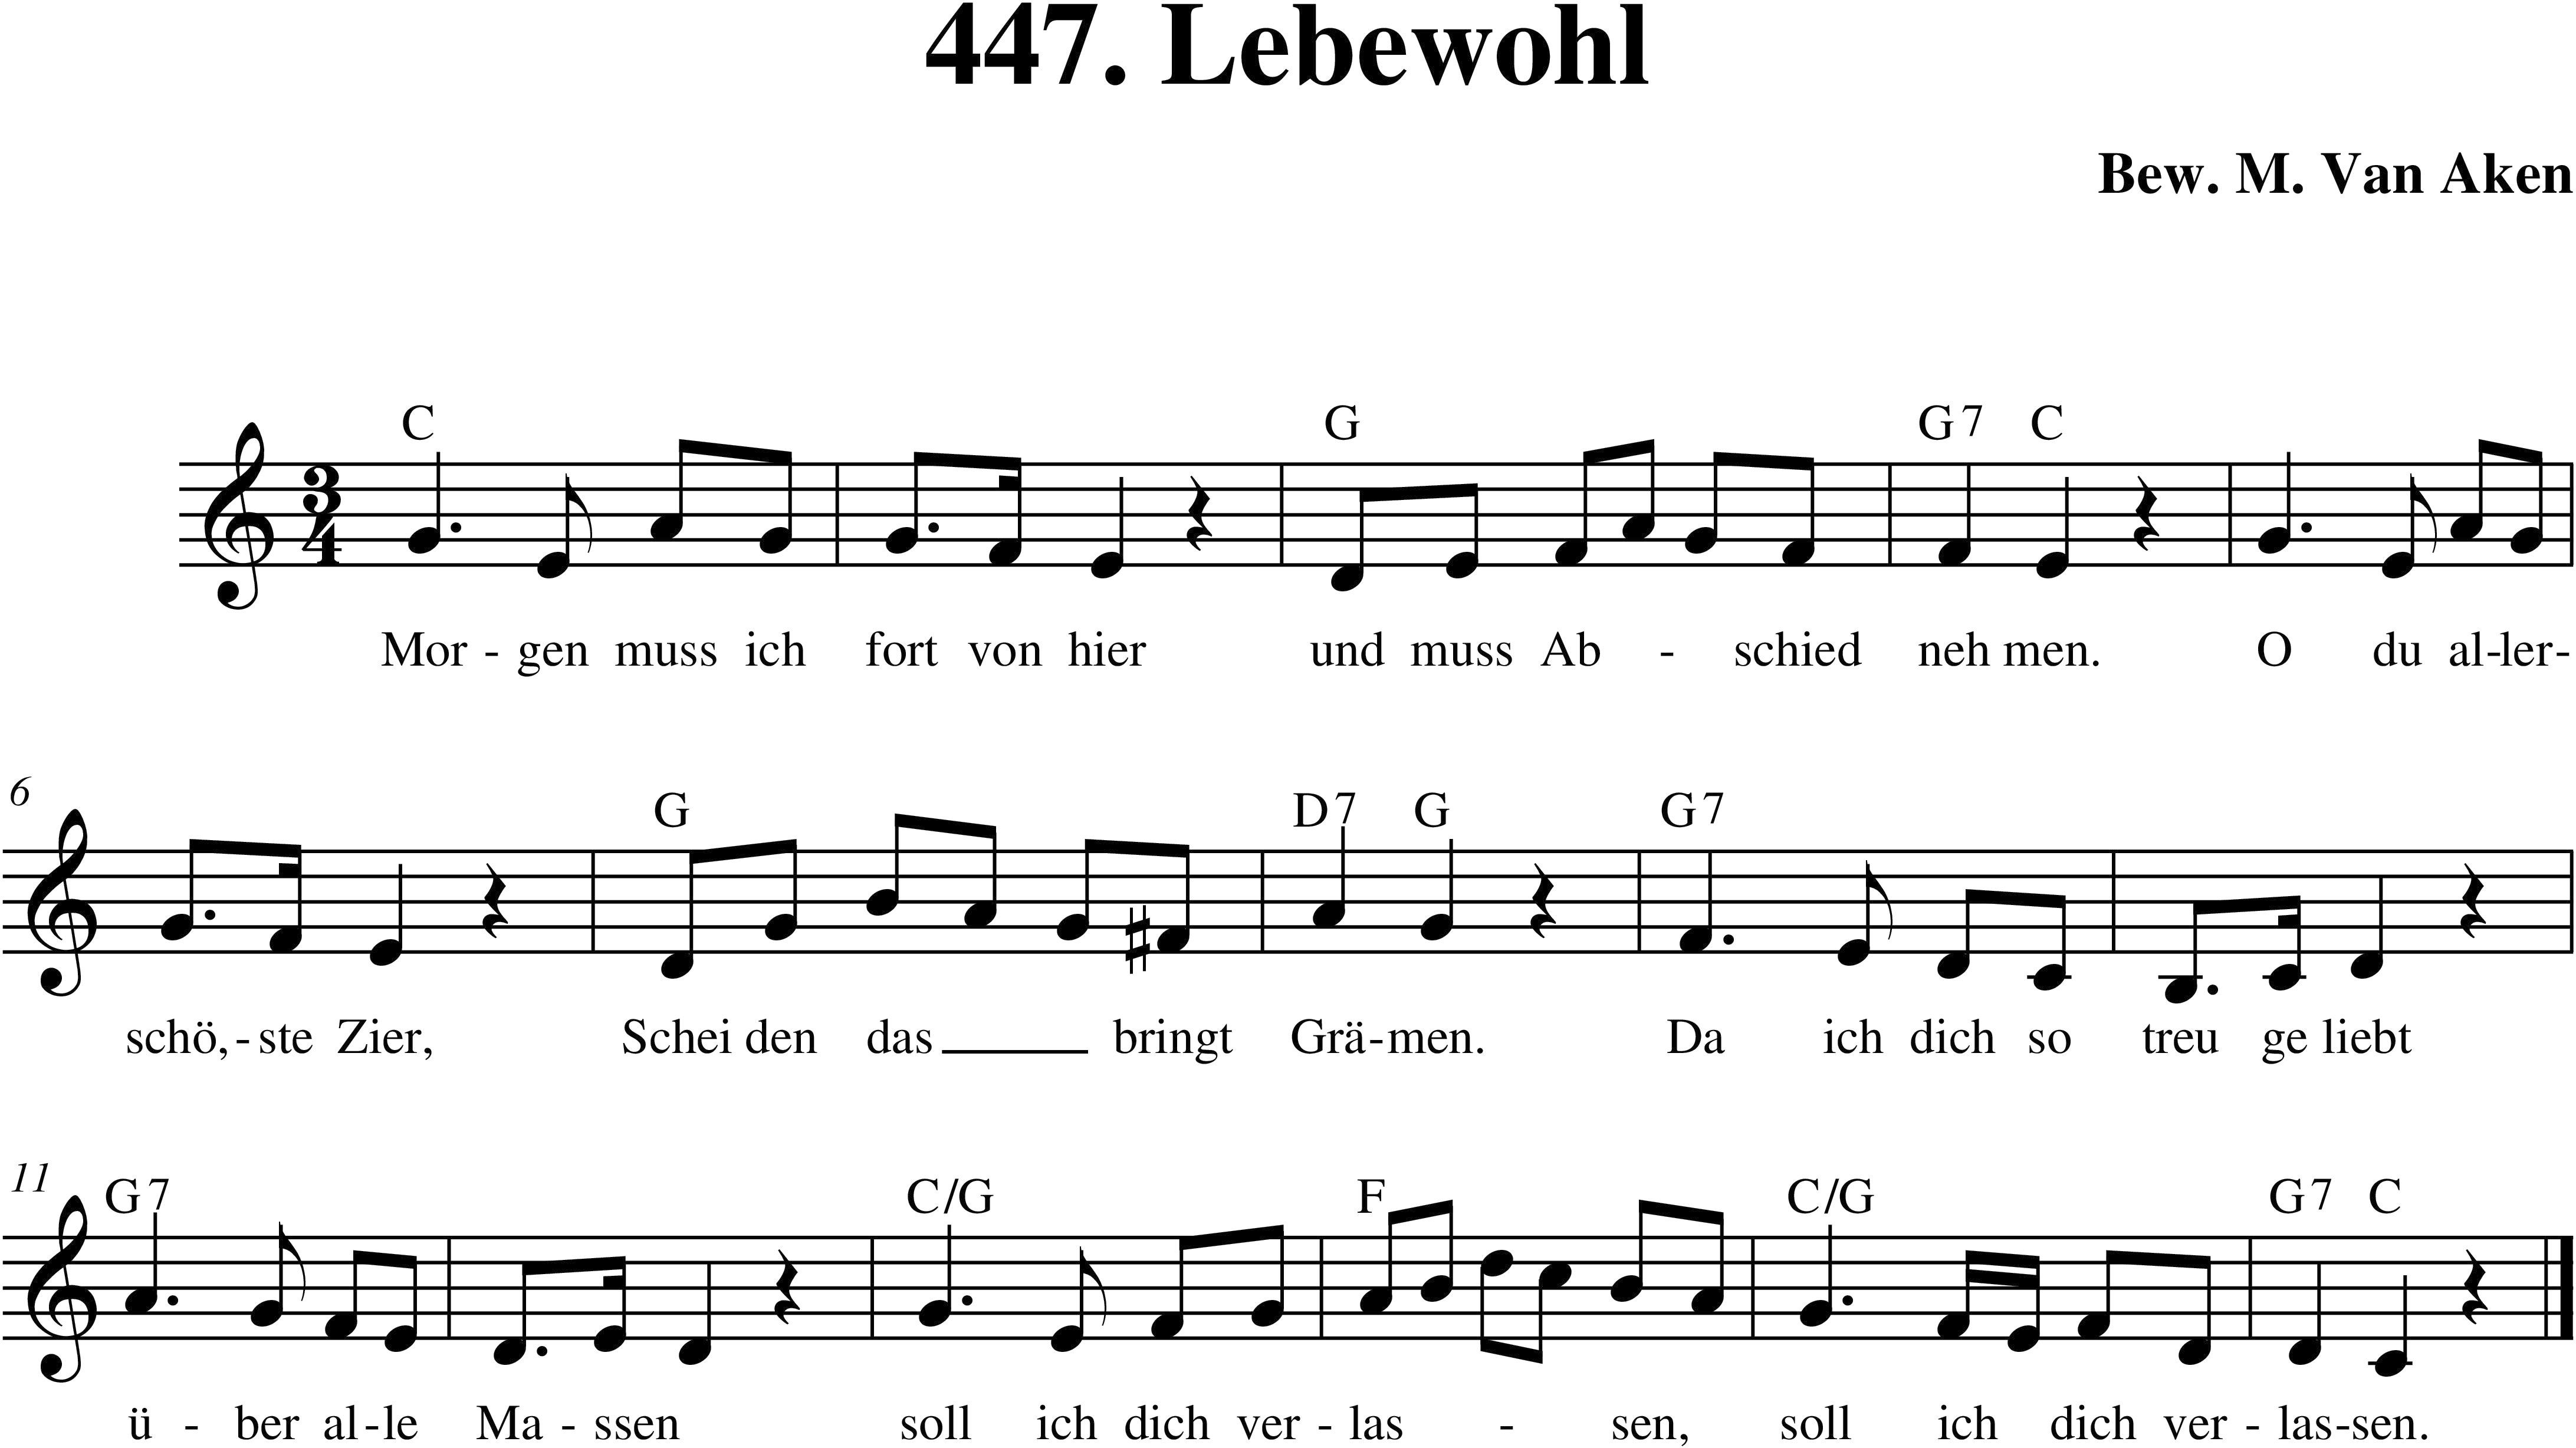 447. Lebewohl
Bew. M. Van Aken
C G G7 C
3
4
Mor - gen muss ich fort von hier und muss Ab - schied neh men. O du al-ler-
6
G D7 G G7
schö,-ste Zier, Schei den das bringt Grä-men. Da ich dich so treu ge liebt
11
G7 C/G F C/G G7 C
ü - ber al-le Ma - ssen soll ich dich ver - las - sen, soll ich dich ver - las-sen.